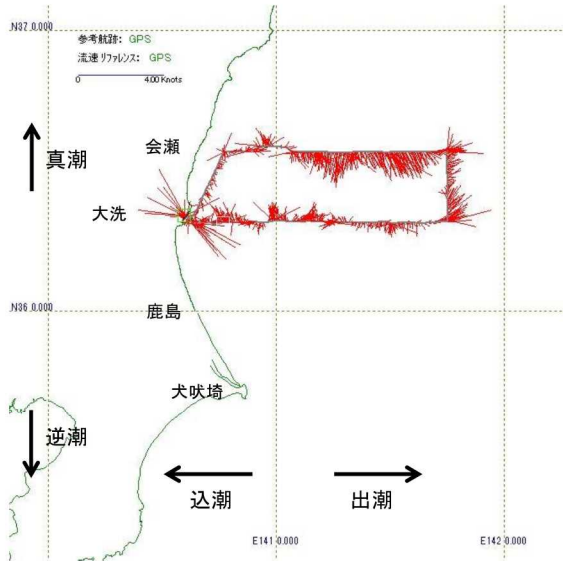 N37 0.000
参考航跡: GPS
流速リファレンス: GPS
0 4.00 Knots
会瀬
真潮
大洗
N36 0.000
鹿島
犬吠埼
逆潮
込潮
出潮
E141 0.000
E142 0.000